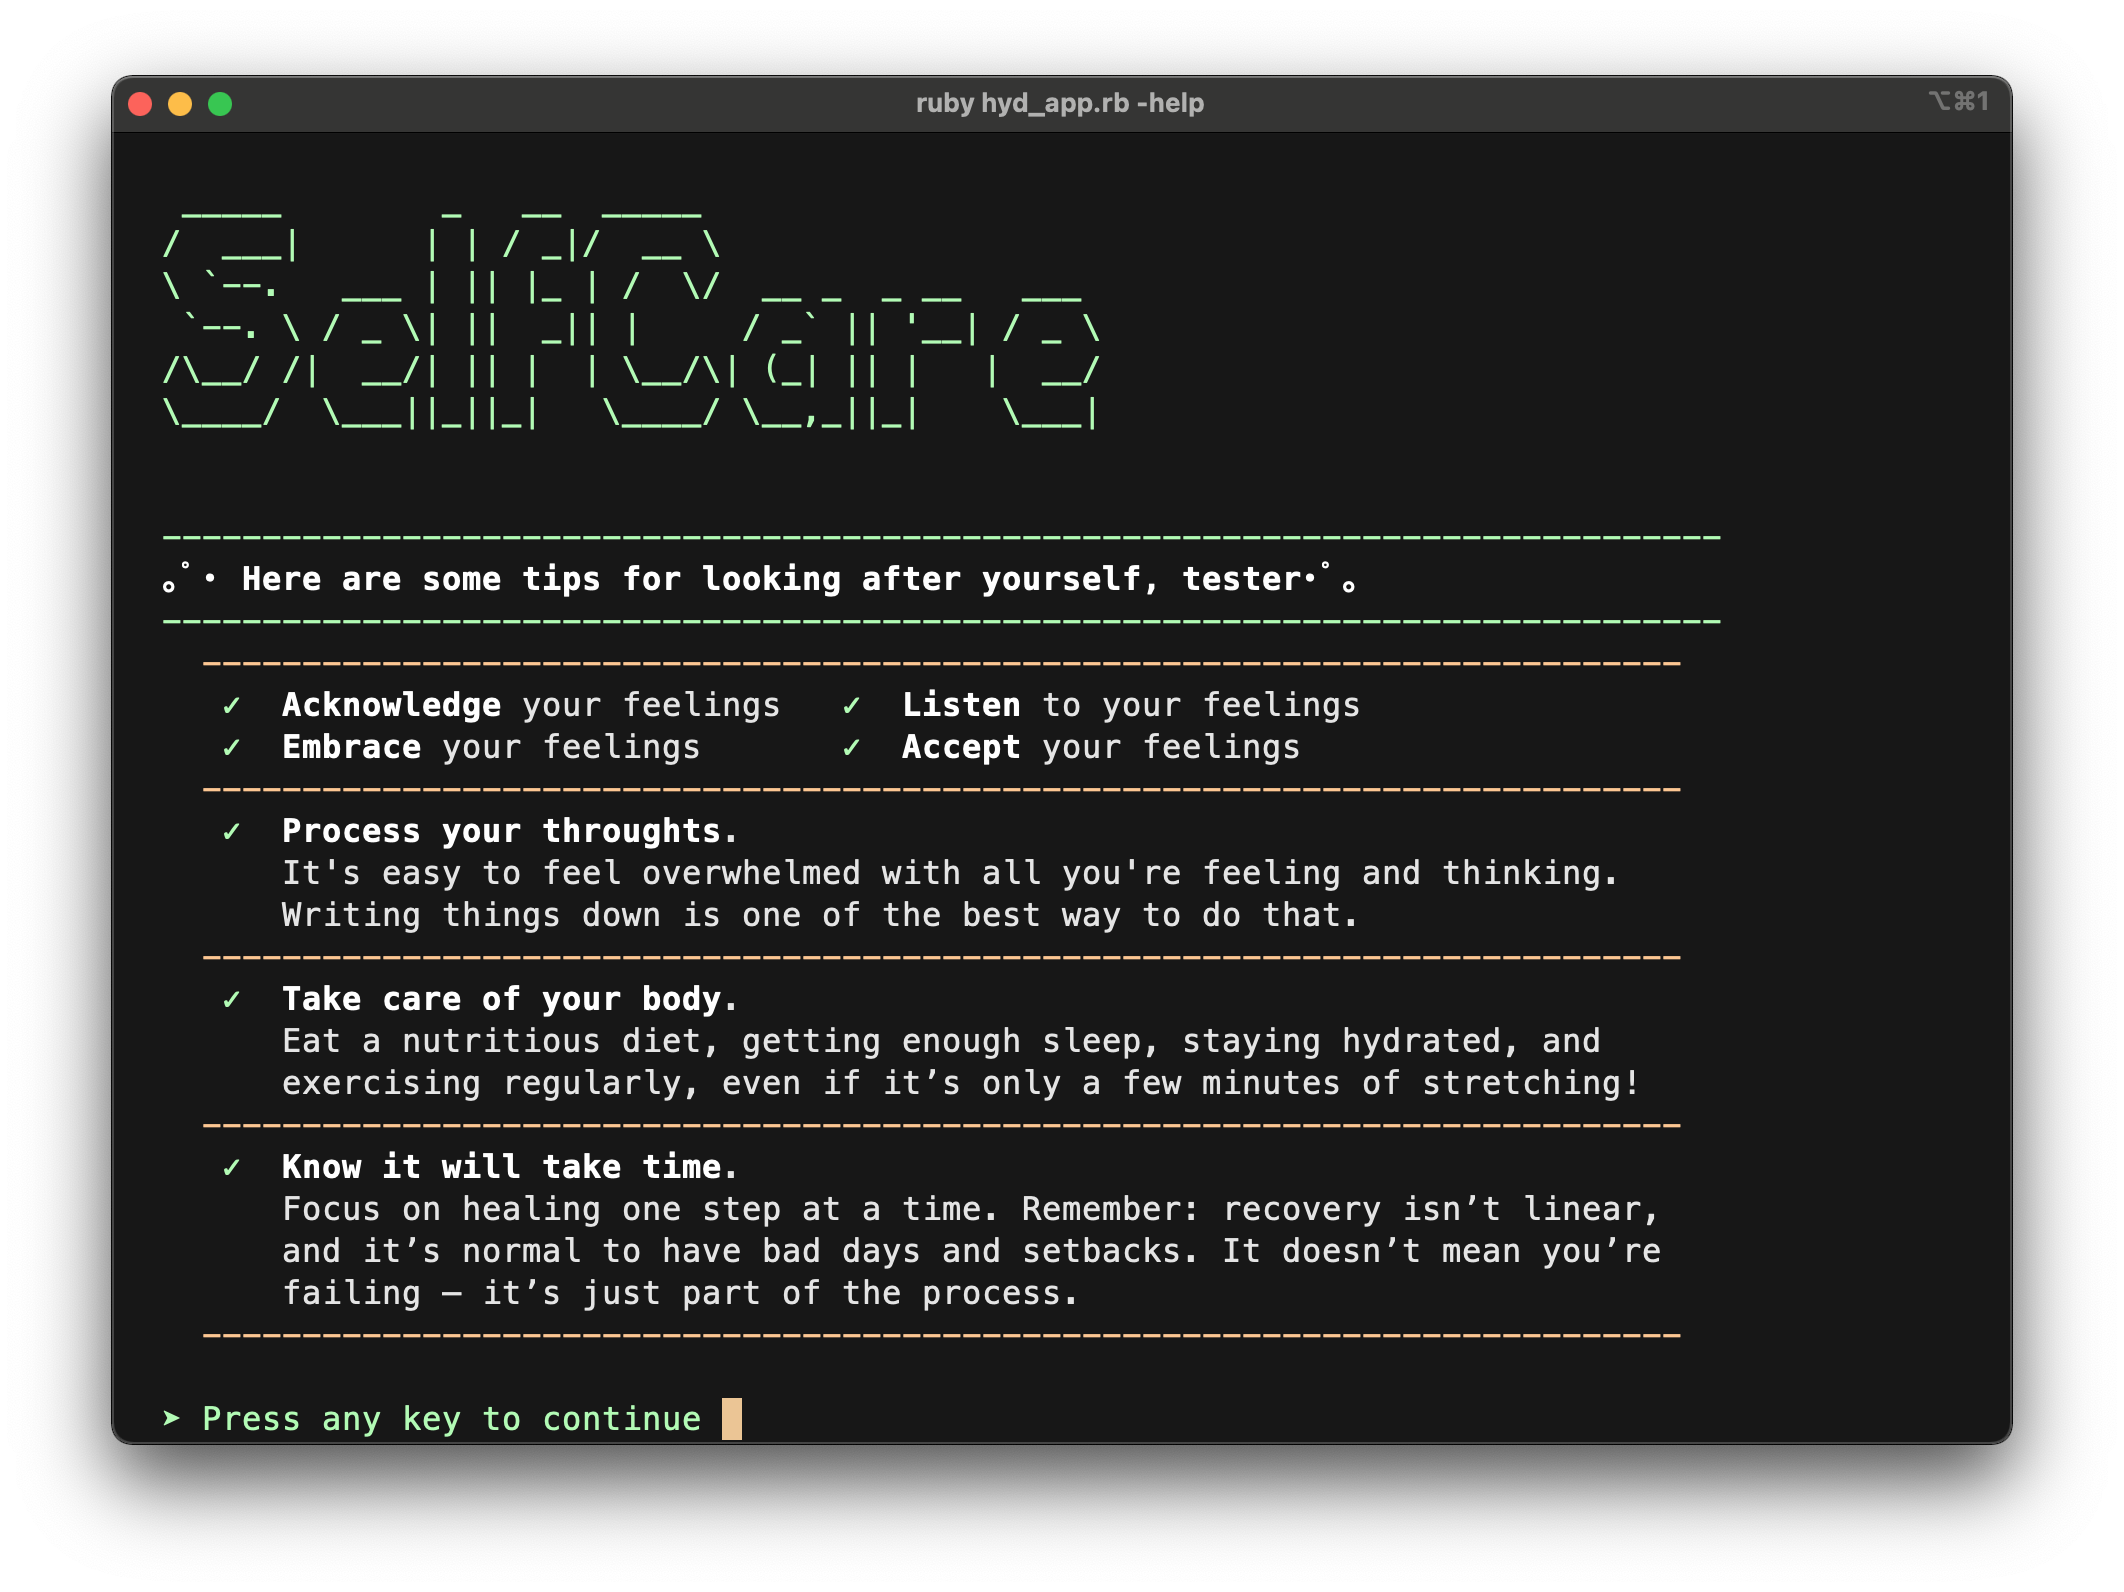 ruby hyd_app.rb -help
⌥⌘1
SelfCare
｡ﾟ• Here are some tips for looking after yourself, tester•ﾟ｡
✓ Acknowledge your feelings ✓ Listen to your feelings
✓ Embrace your feelings ✓ Accept your feelings
✓ Process your throughts.
It's easy to feel overwhelmed with all you're feeling and thinking.
Writing things down is one of the best way to do that.
✓ Take care of your body.
Eat a nutritious diet, getting enough sleep, staying hydrated, and
exercising regularly, even if it’s only a few minutes of stretching!
✓ Know it will take time.
Focus on healing one step at a time. Remember: recovery isn’t linear,
and it’s normal to have bad days and setbacks. It doesn’t mean you’re
failing — it’s just part of the process.
➤ Press any key to continue